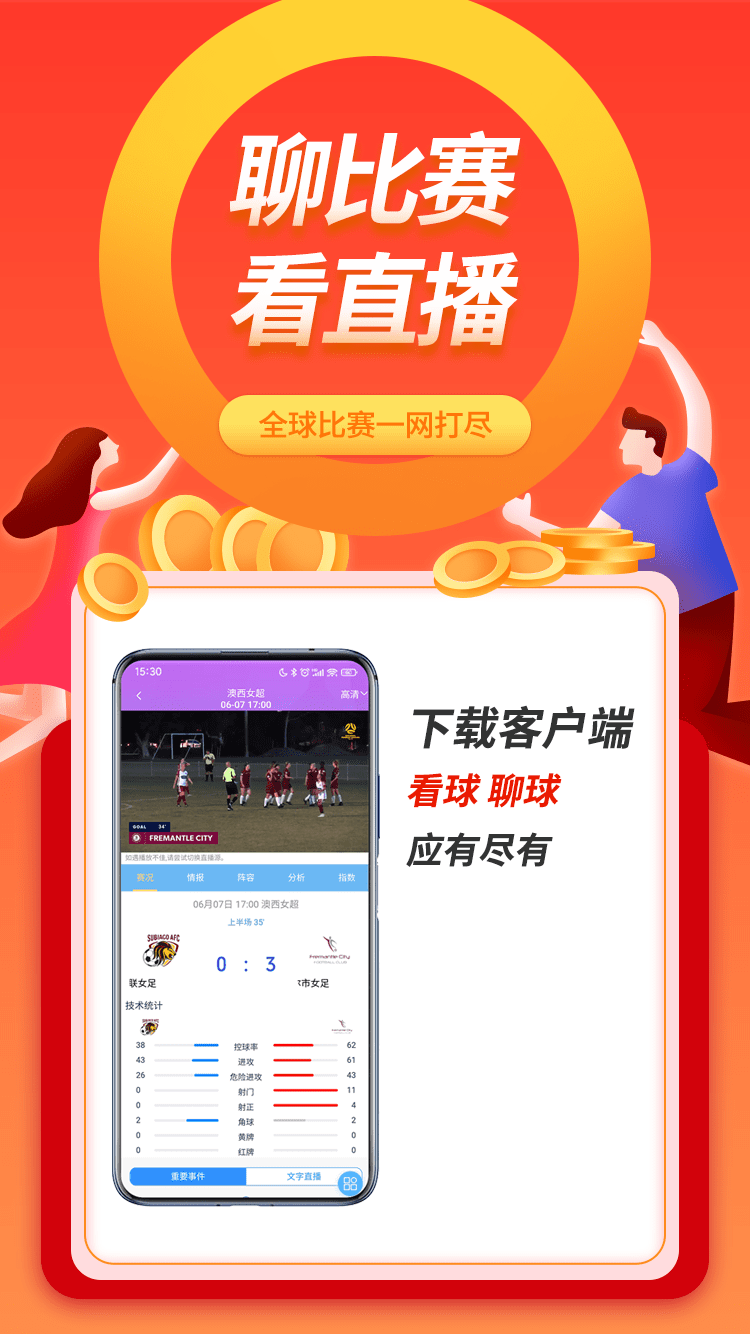 聊比赛
看直播
全球比赛一网打尽
下载客户端
看球 聊球
应有尽有
15:30
澳西女超
高清
06-07 17:00
GOAL 34'
FREMANTLE CITY
如遇播放不佳,请尝试切换直播源。
赛况 情报 阵容 分析 指数
06月07日 17:00 澳西女超
上半场 35'
SUBIACO AFC
Fremantle City
FOOTBALL CLUB
0 : 3
联女足 市女足
技术统计
38 控球率 62
43 进攻 61
26 危险进攻 43
0 射门 11
0 射正 4
2 角球 2
0 黄牌 0
0 红牌 0
重要事件 文字直播